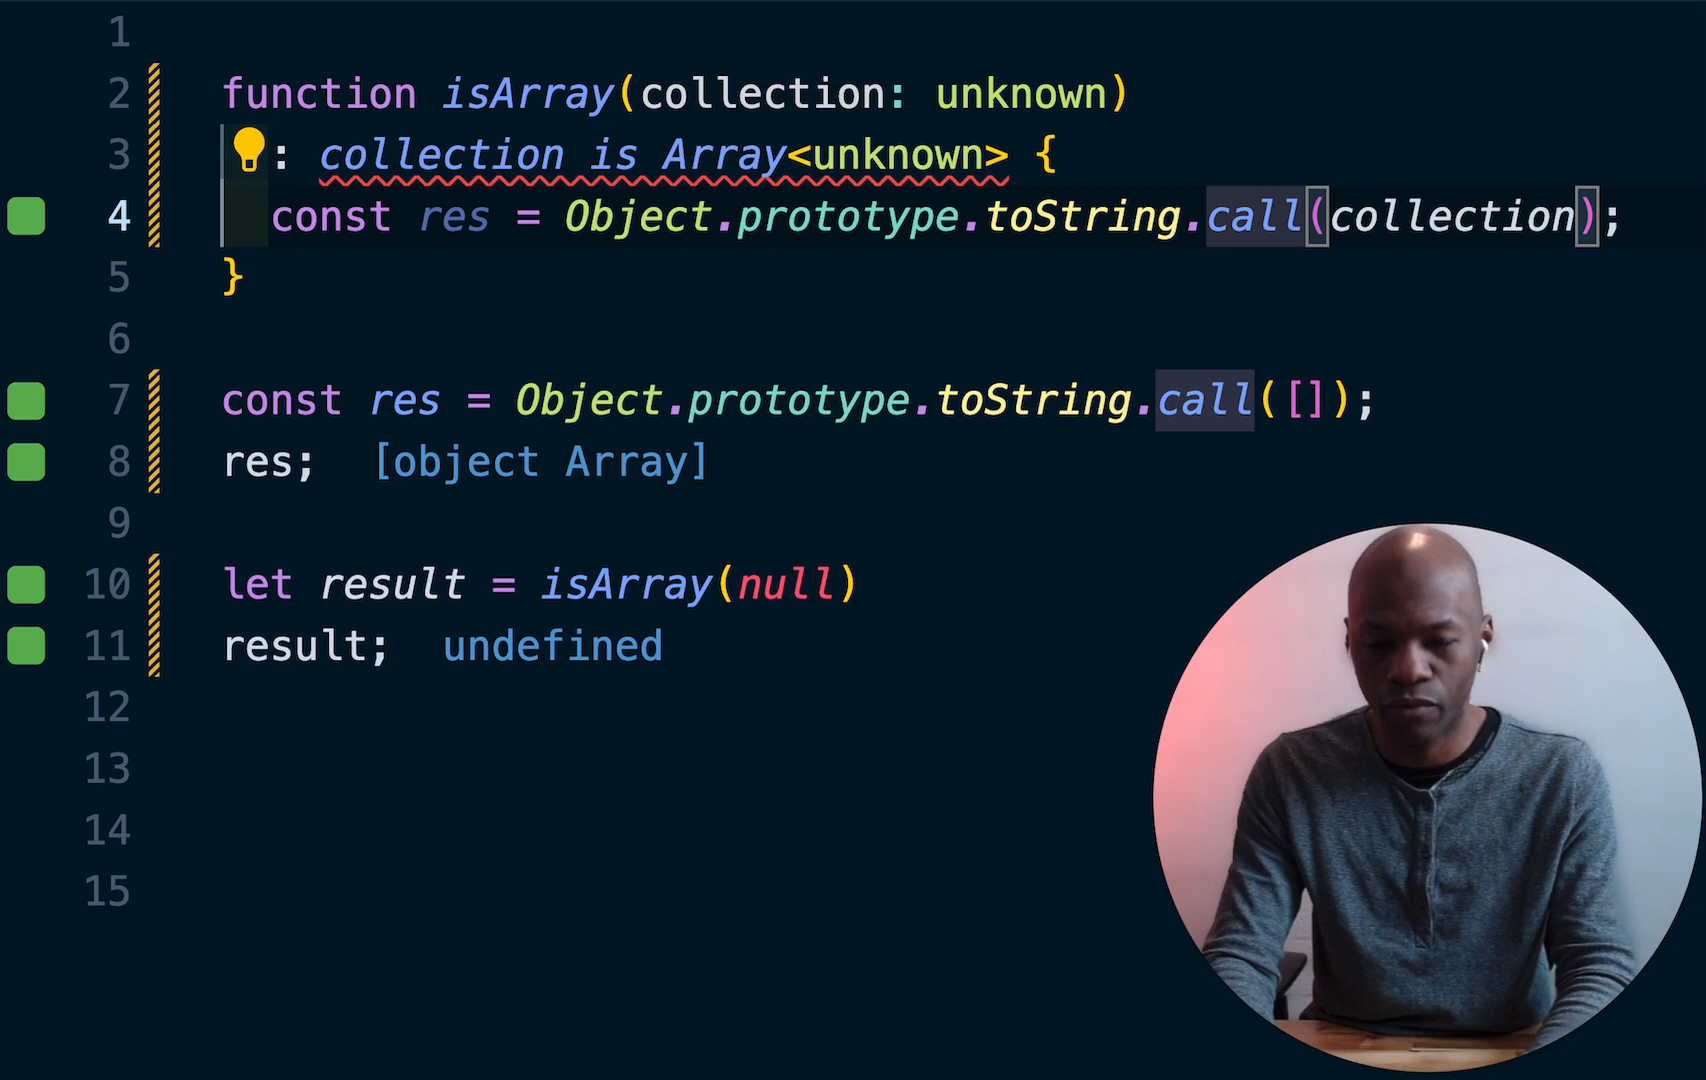 1
2 function isArray(collection: unknown)
3 : collection is Array<unknown> {
4 const res = Object.prototype.toString.call(collection);
5 }
6
7 const res = Object.prototype.toString.call([]);
8 res; [object Array]
9
10 let result = isArray(null)
11 result; undefined
12
13
14
15